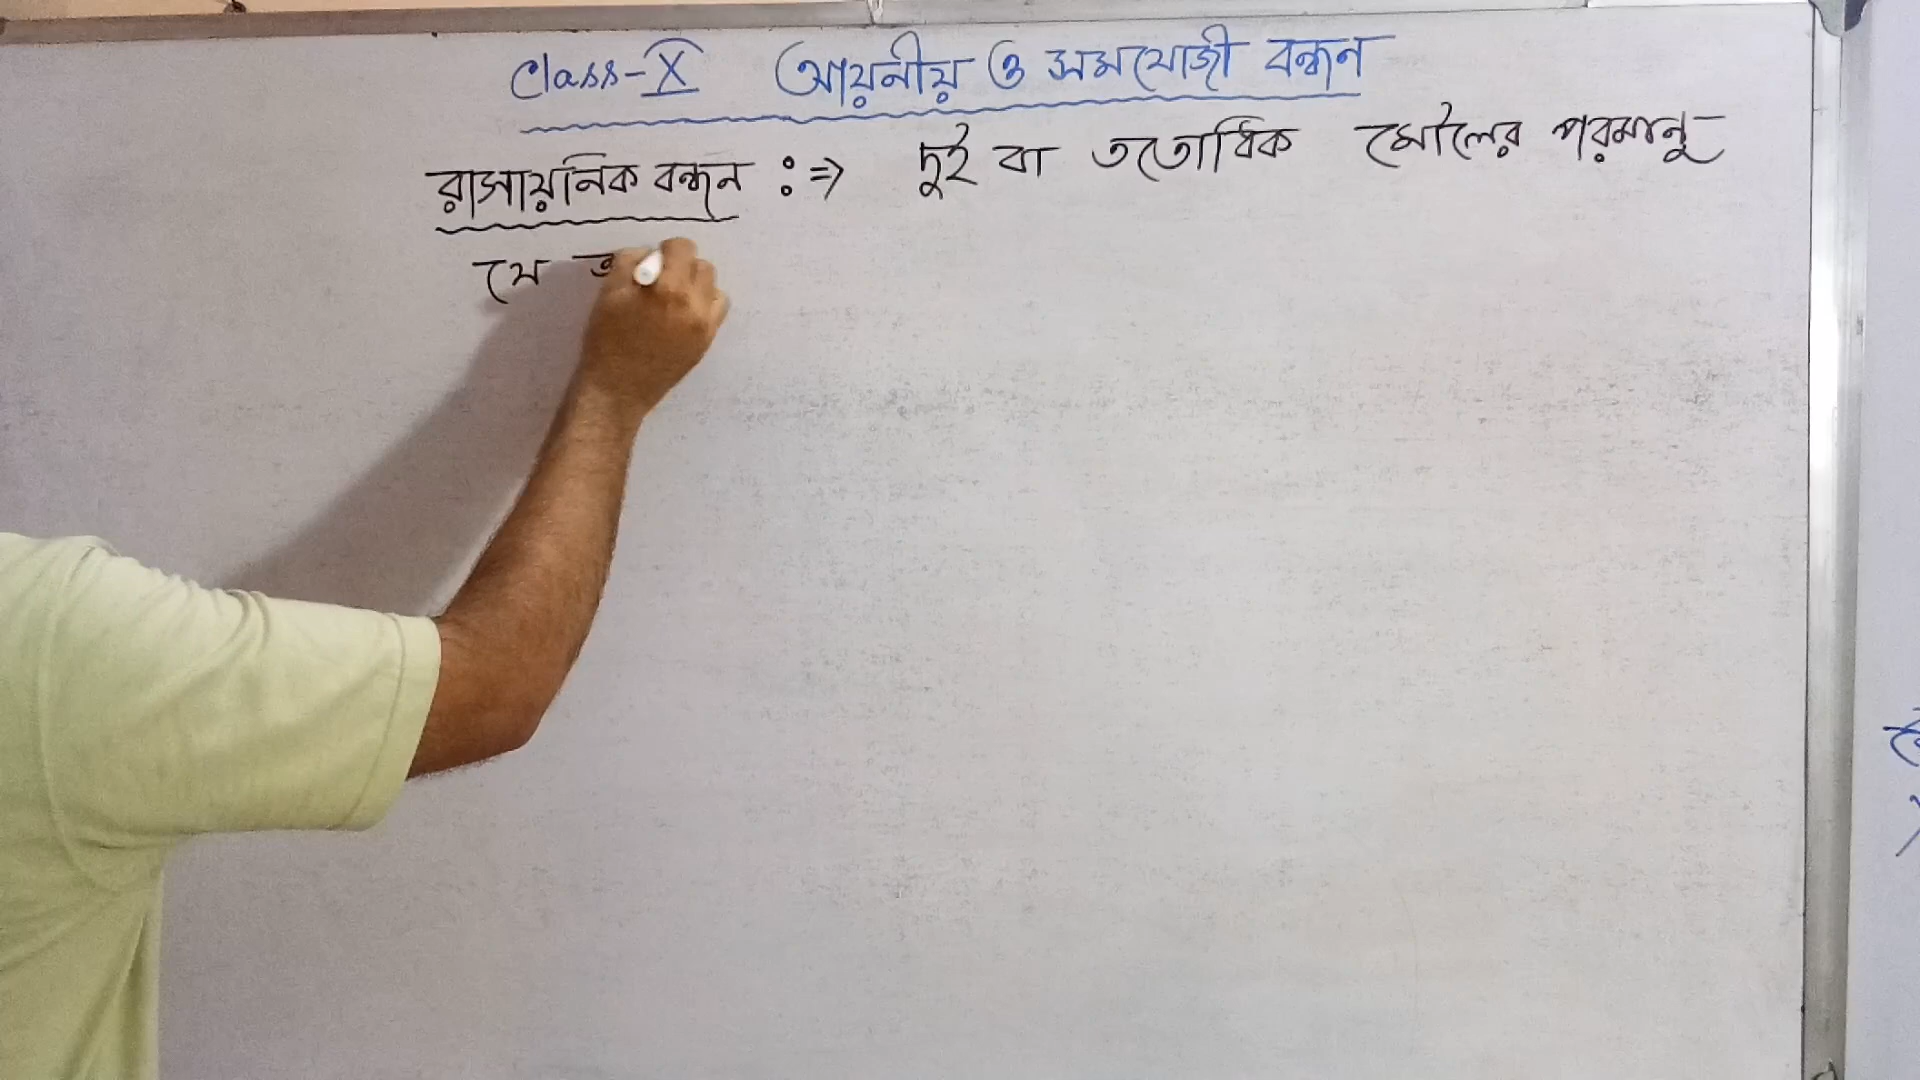 Class-X আয়নীয় ও সমযোজী বন্ধন
রাসায়নিক বন্ধন :⇒ দুই বা ততোধিক মৌলের পরমানু
যে